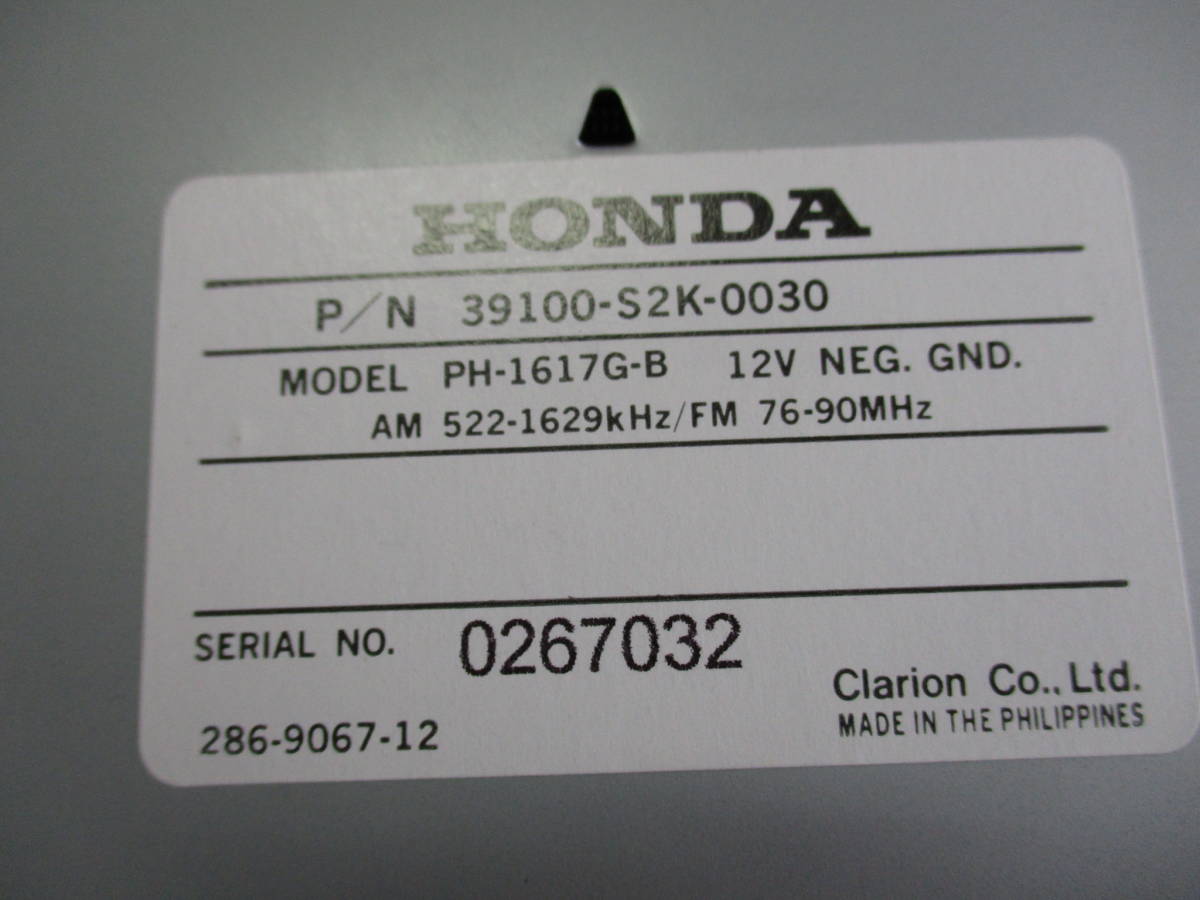 HONDA
P/N 39100-S2K-0030
MODEL PH-1617G-B 12V NEG. GND.
AM 522-1629kHz/FM 76-90MHz
SERIAL NO. 0267032
Clarion Co., Ltd.
MADE IN THE PHILIPPINES
286-9067-12